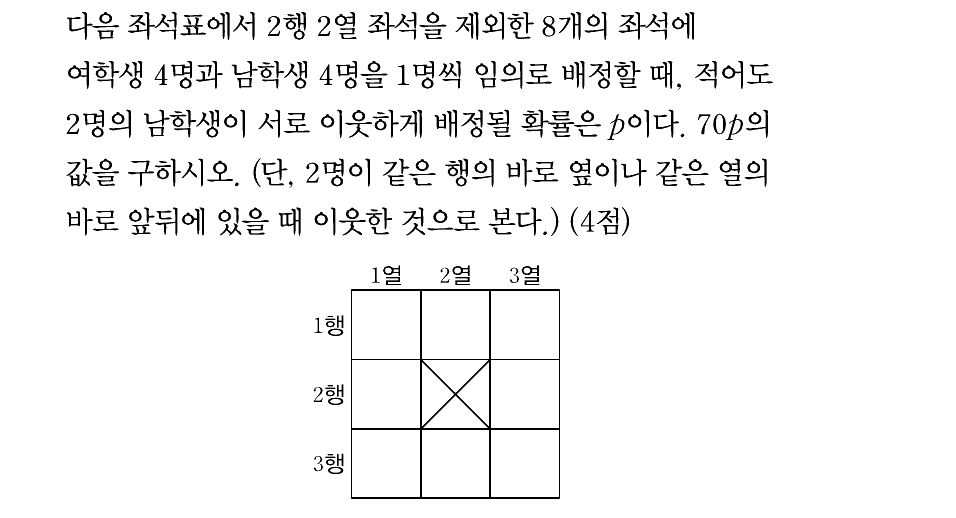 다음 좌석표에서 2행 2열 좌석을 제외한 8개의 좌석에
여학생 4명과 남학생 4명을 1명씩 임의로 배정할 때, 적어도
2명의 남학생이 서로 이웃하게 배정될 확률은 p이다. 70p의
값을 구하시오. (단, 2명이 같은 행의 바로 옆이나 같은 열의
바로 앞뒤에 있을 때 이웃한 것으로 본다.) (4점)
1열 2열 3열
1행
2행
3행